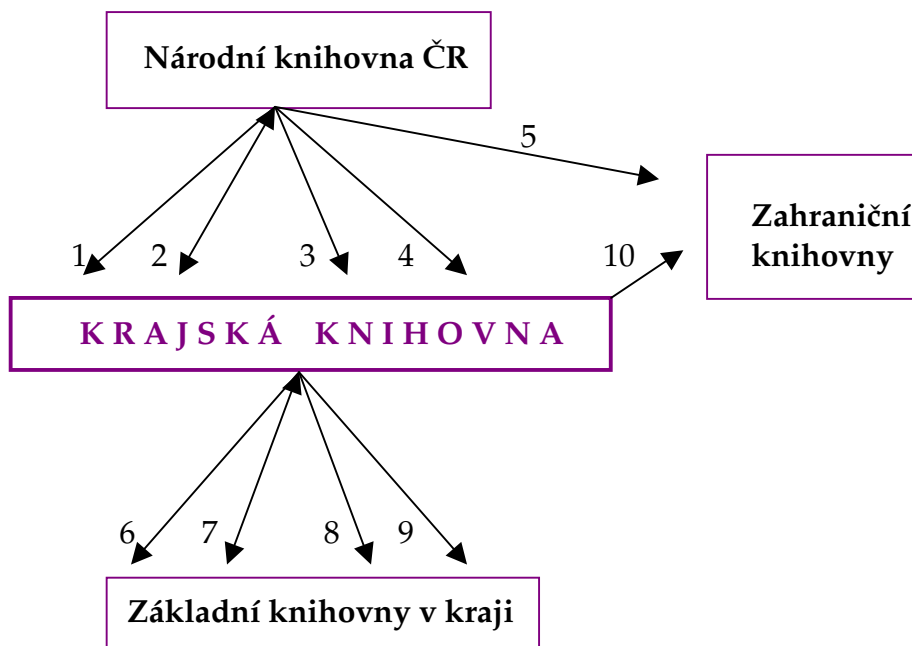 Národní knihovna ČR
5
Zahraniční
knihovny
1 2 3 4 10
K R A J S K Á K N I H O V N A
6 7 8 9
Základní knihovny v kraji